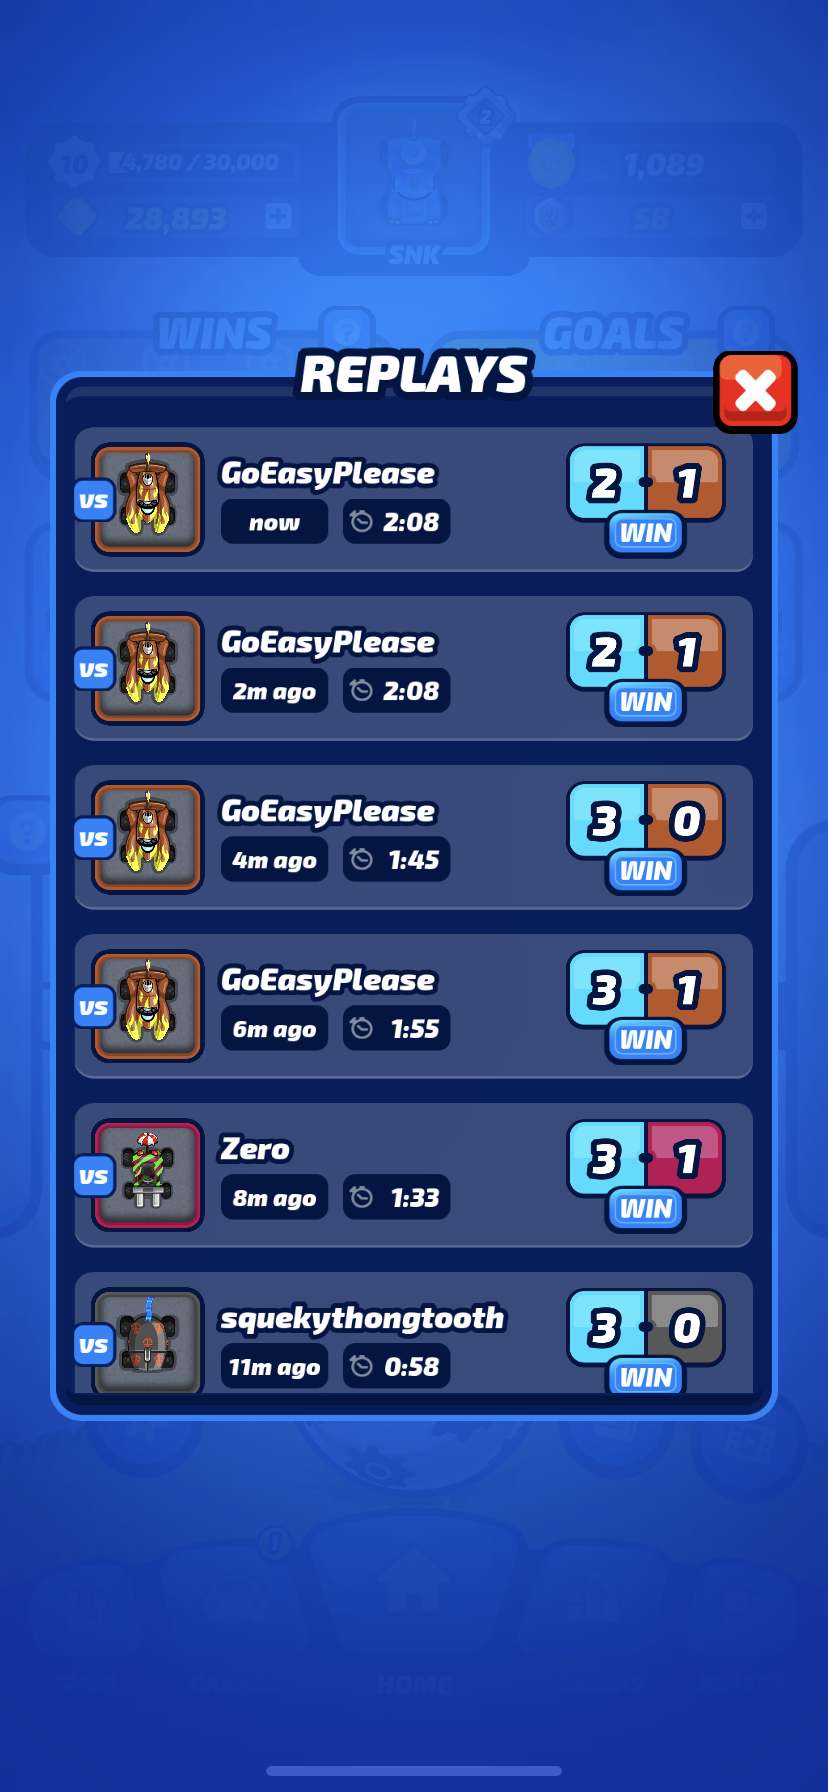 10 4,780 / 30,000
2
1,089
28,893
58
SNK
WINS ?
GOALS ?
REPLAYS
VS
GoEasyPlease
now 2:08
2 - 1
WIN
VS
GoEasyPlease
2m ago 2:08
2 - 1
WIN
VS
GoEasyPlease
4m ago 1:45
3 - 0
WIN
VS
GoEasyPlease
6m ago 1:55
3 - 1
WIN
VS
Zero
8m ago 1:33
3 - 1
WIN
VS
squekythongtooth
11m ago 0:58
3 - 0
WIN
0
HOME